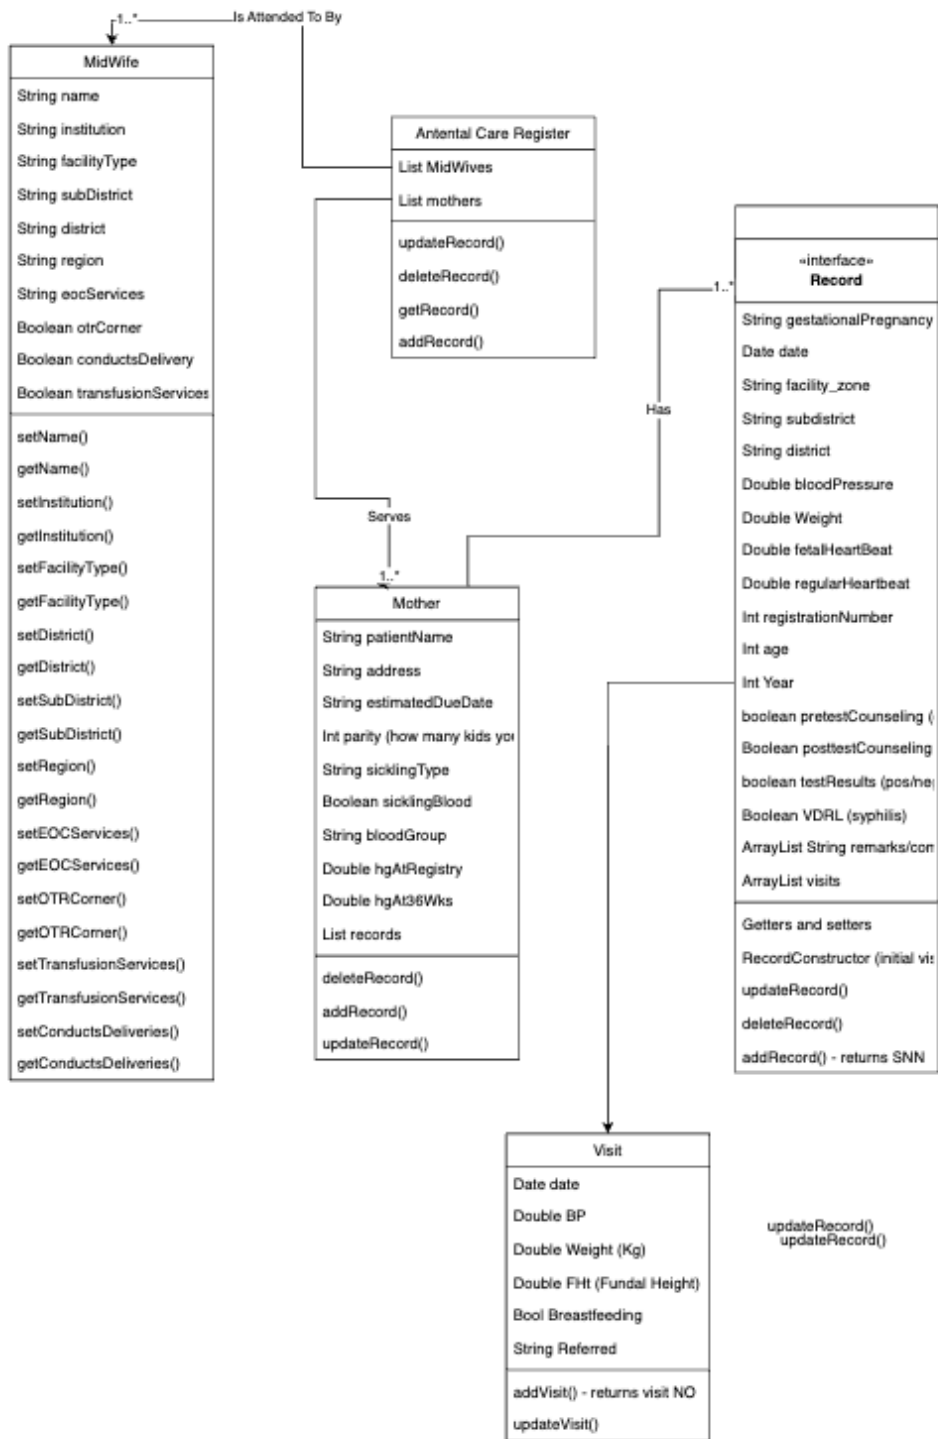 1..*
Is Attended To By
MidWife
String name
String institution
String facilityType
String subDistrict
String district
String region
String eocServices
Boolean otrCorner
Boolean conductsDelivery
Boolean transfusionServices
setName()
getName()
setInstitution()
getInstitution()
setFacilityType()
getFacilityType()
setDistrict()
getDistrict()
setSubDistrict()
getSubDistrict()
setRegion()
getRegion()
setEOCServices()
getEOCServices()
setOTRCorner()
getOTRCorner()
setTransfusionServices()
getTransfusionServices()
setConductsDeliveries()
getConductsDeliveries()
Antental Care Register
List MidWives
List mothers
updateRecord()
deleteRecord()
getRecord()
addRecord()
Serves
1..*
Mother
String patientName
String address
String estimatedDueDate
Int parity (how many kids you
String sicklingType
Boolean sicklingBlood
String bloodGroup
Double hgAtRegistry
Double hgAt36Wks
List records
deleteRecord()
addRecord()
updateRecord()
Has
1..*
«interface»
Record
String gestationalPregnancy
Date date
String facility_zone
String subdistrict
String district
Double bloodPressure
Double Weight
Double fetalHeartBeat
Double regularHeartbeat
Int registrationNumber
Int age
Int Year
boolean pretestCounseling (
Boolean posttestCounseling
boolean testResults (pos/neg
Boolean VDRL (syphilis)
ArrayList String remarks/com
ArrayList visits
Getters and setters
RecordConstructor (initial vis
updateRecord()
deleteRecord()
addRecord() - returns SNN
Visit
Date date
Double BP
Double Weight (Kg)
Double FHt (Fundal Height)
Bool Breastfeeding
String Referred
addVisit() - returns visit NO
updateVisit()
updateRecord()
updateRecord()